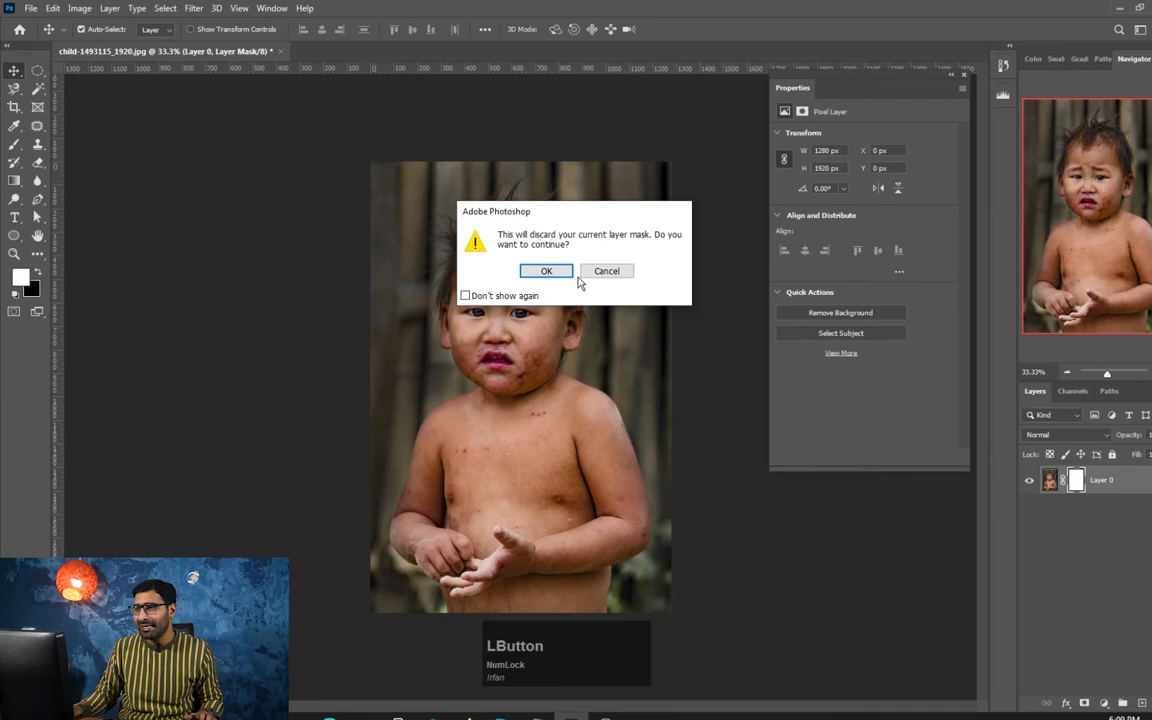 Ps File Edit Image Layer Type Select Filter 3D View Window Help
Auto-Select: Layer Show Transform Controls 3D Mode:
child-1493115_1920.jpg @ 33.3% (Layer 0, Layer Mask/8) *
Properties
Pixel Layer
Transform
W 1280 px X 0 px
H 1920 px Y 0 px
0.00°
Align and Distribute
Align:
Quick Actions
Remove Background
Select Subject
View More
Adobe Photoshop
This will discard your current layer mask. Do you
want to continue?
OK Cancel
Don't show again
Color Swat Gradi Patte Navigator
33.33%
Layers Channels Paths
Kind
Normal Opacity:
Lock: Fill:
Layer 0
fx
LButton
NumLock
Irfan